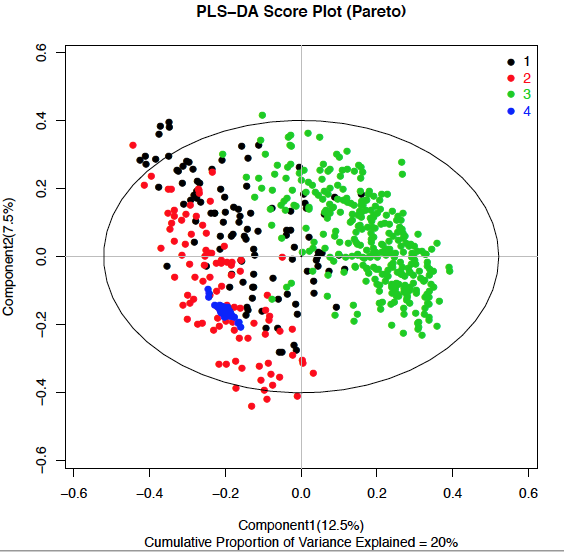 PLS−DA Score Plot (Pareto)
1
2
3
4
0.6
0.4
0.2
0.0
−0.2
−0.4
−0.6
Component2(7.5%)
−0.6 −0.4 −0.2 0.0 0.2 0.4 0.6
Component1(12.5%)
Cumulative Proportion of Variance Explained = 20%